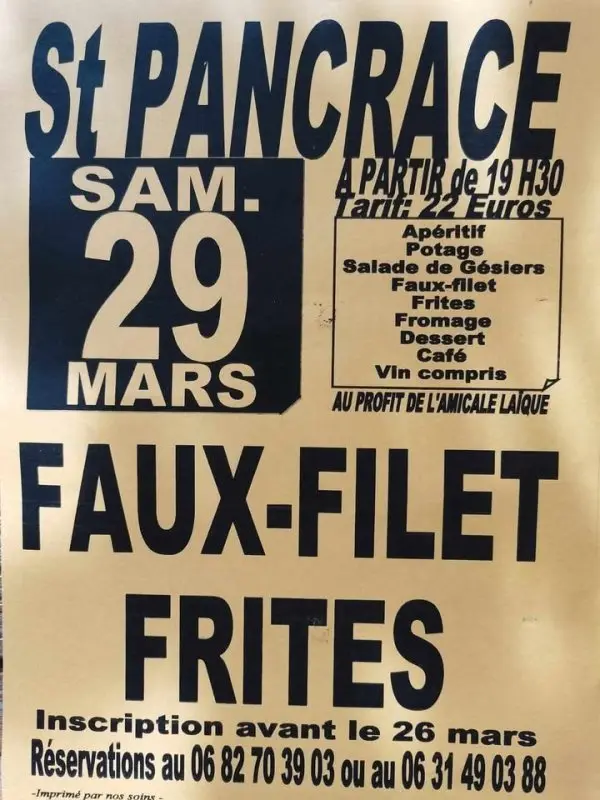 St PANCRACE
SAM.
29
MARS
A PARTIR de 19 H30
Tarif: 22 Euros
Apéritif
Potage
Salade de Gésiers
Faux-filet
Frites
Fromage
Dessert
Café
Vin compris
AU PROFIT DE L'AMICALE LAÏQUE
FAUX-FILET
FRITES
Inscription avant le 26 mars
Réservations au 06 82 70 39 03 ou au 06 31 49 03 88
-Imprimé par nos soins -